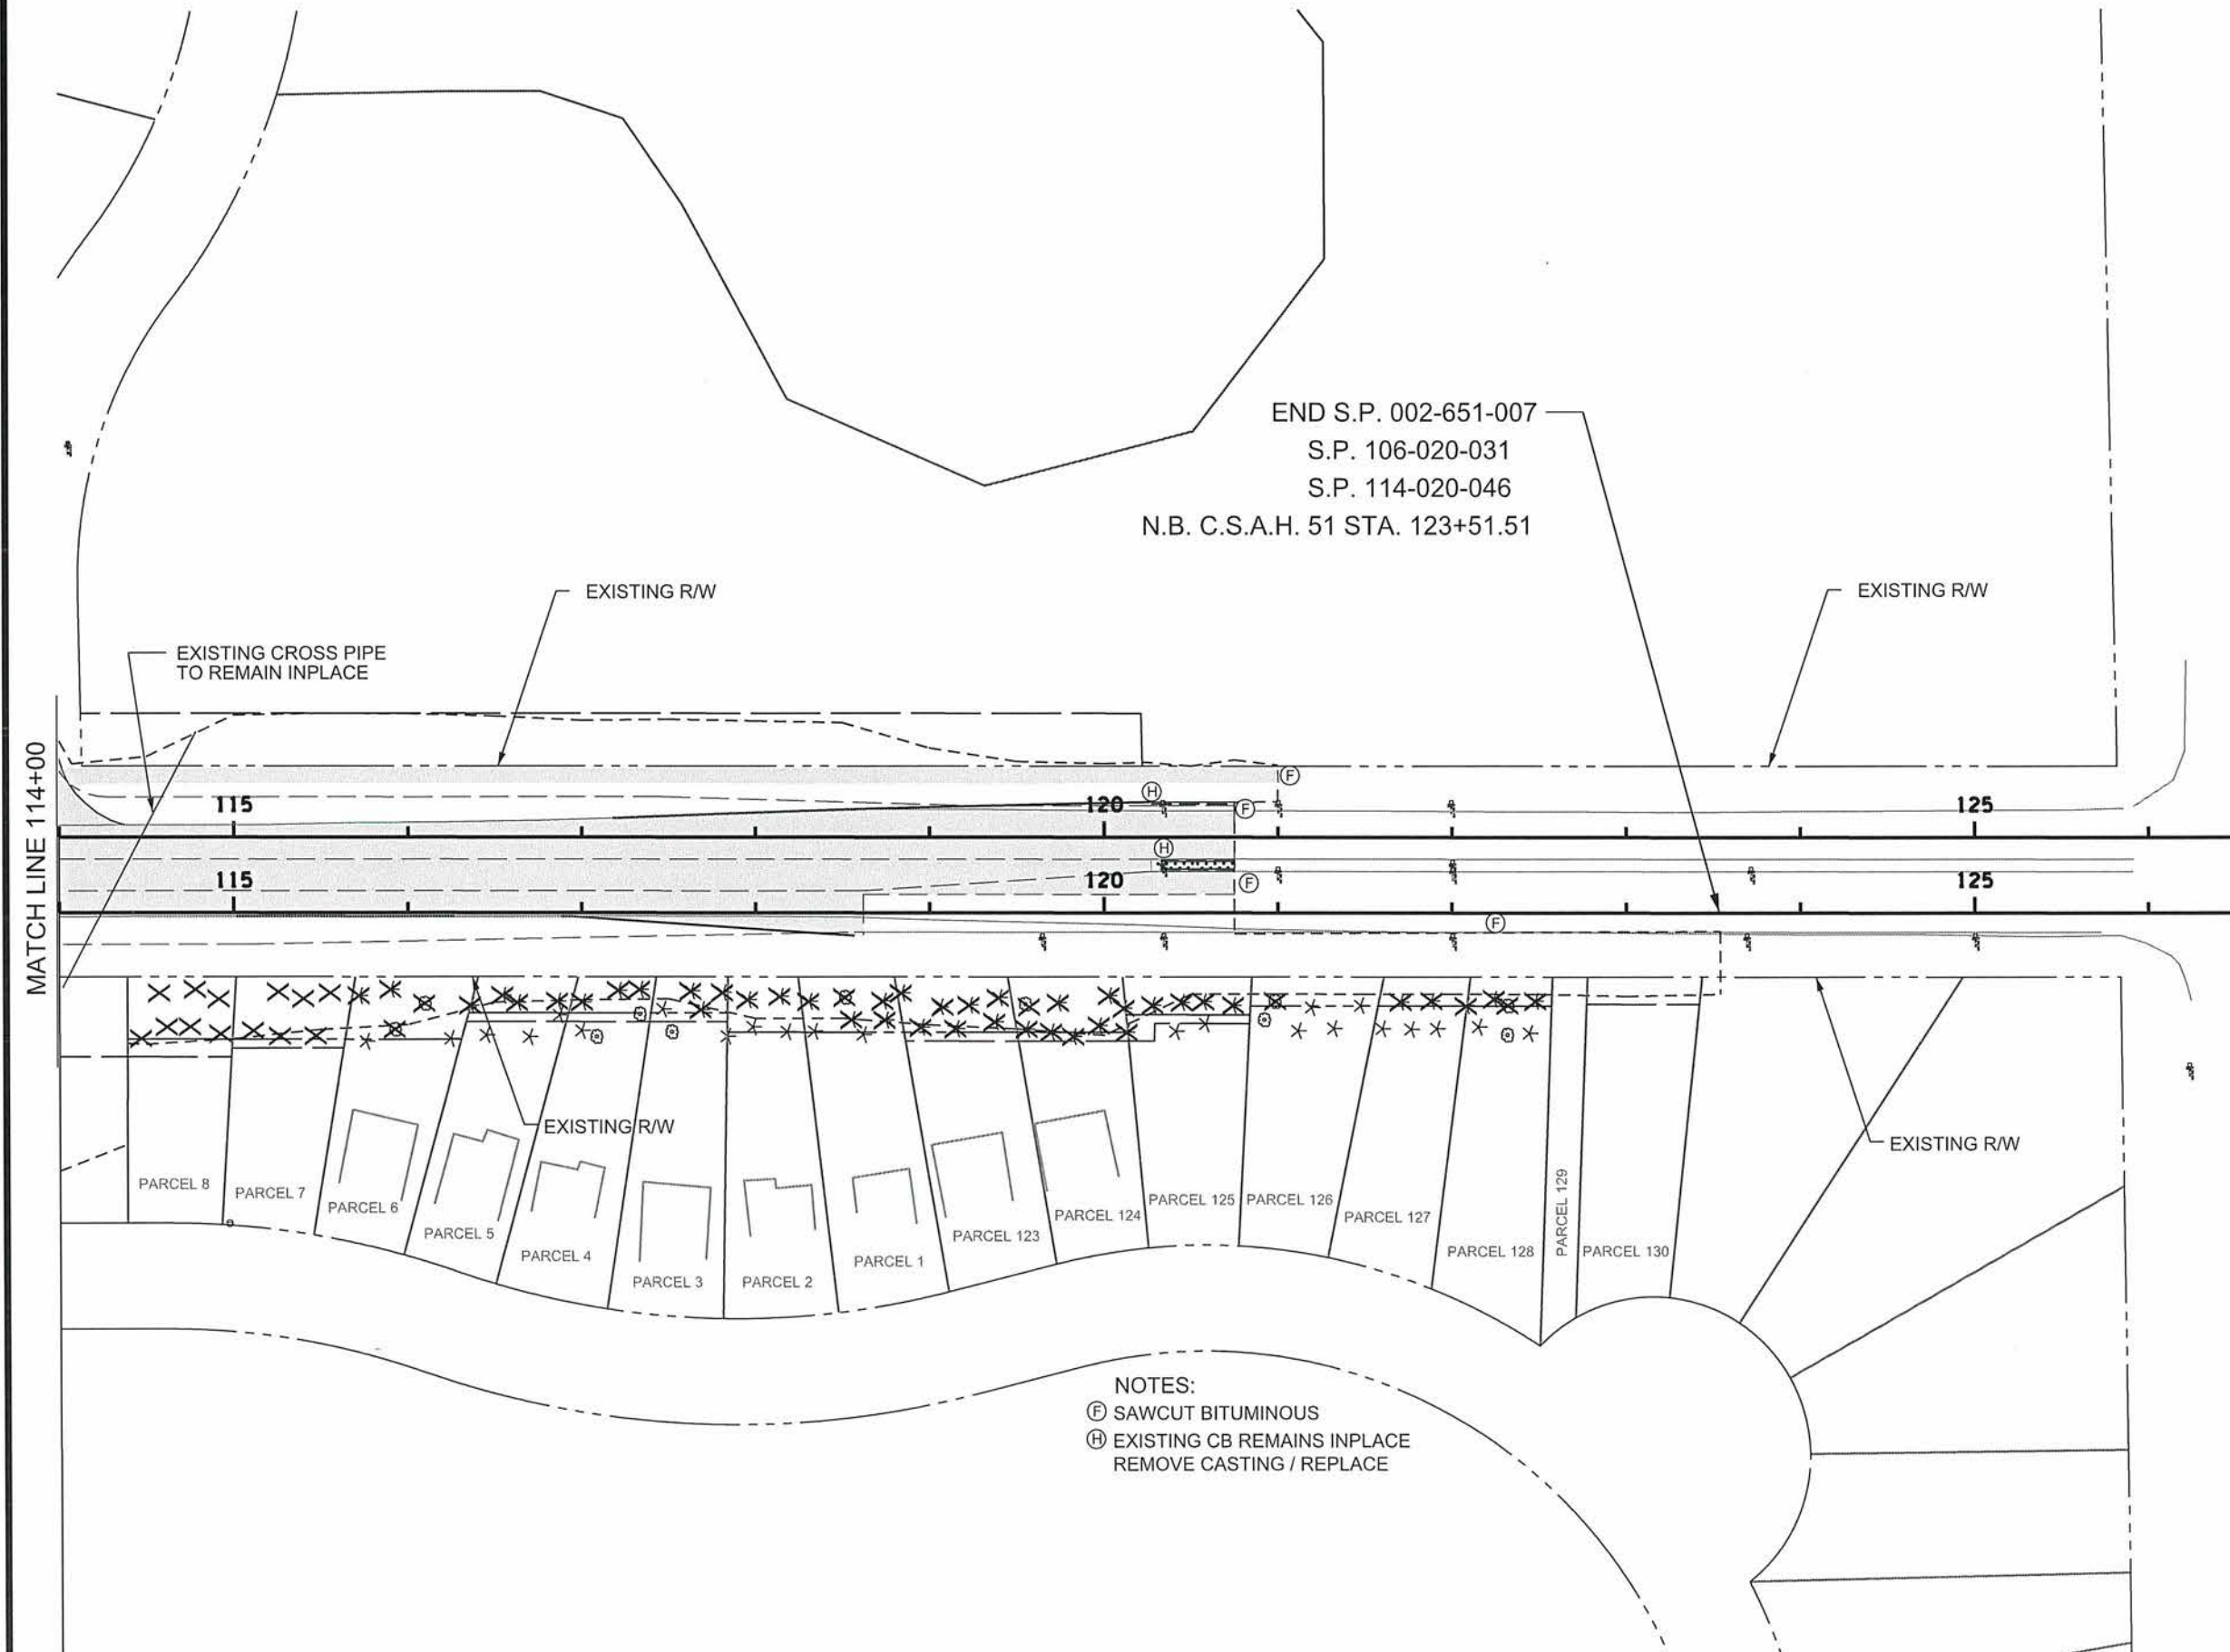 END S.P. 002-651-007
S.P. 106-020-031
S.P. 114-020-046
N.B. C.S.A.H. 51 STA. 123+51.51
EXISTING R/W
EXISTING R/W
EXISTING CROSS PIPE
TO REMAIN INPLACE
MATCH LINE 114+00
F
H
115
120
F
125
H
115
120
F
125
F
EXISTING R/W
EXISTING R/W
PARCEL 8
PARCEL 7
PARCEL 6
PARCEL 5
PARCEL 4
PARCEL 3
PARCEL 2
PARCEL 1
PARCEL 123
PARCEL 124
PARCEL 125
PARCEL 126
PARCEL 127
PARCEL 128
PARCEL 129
PARCEL 130
NOTES:
Ⓕ SAWCUT BITUMINOUS
Ⓗ EXISTING CB REMAINS INPLACE
REMOVE CASTING / REPLACE